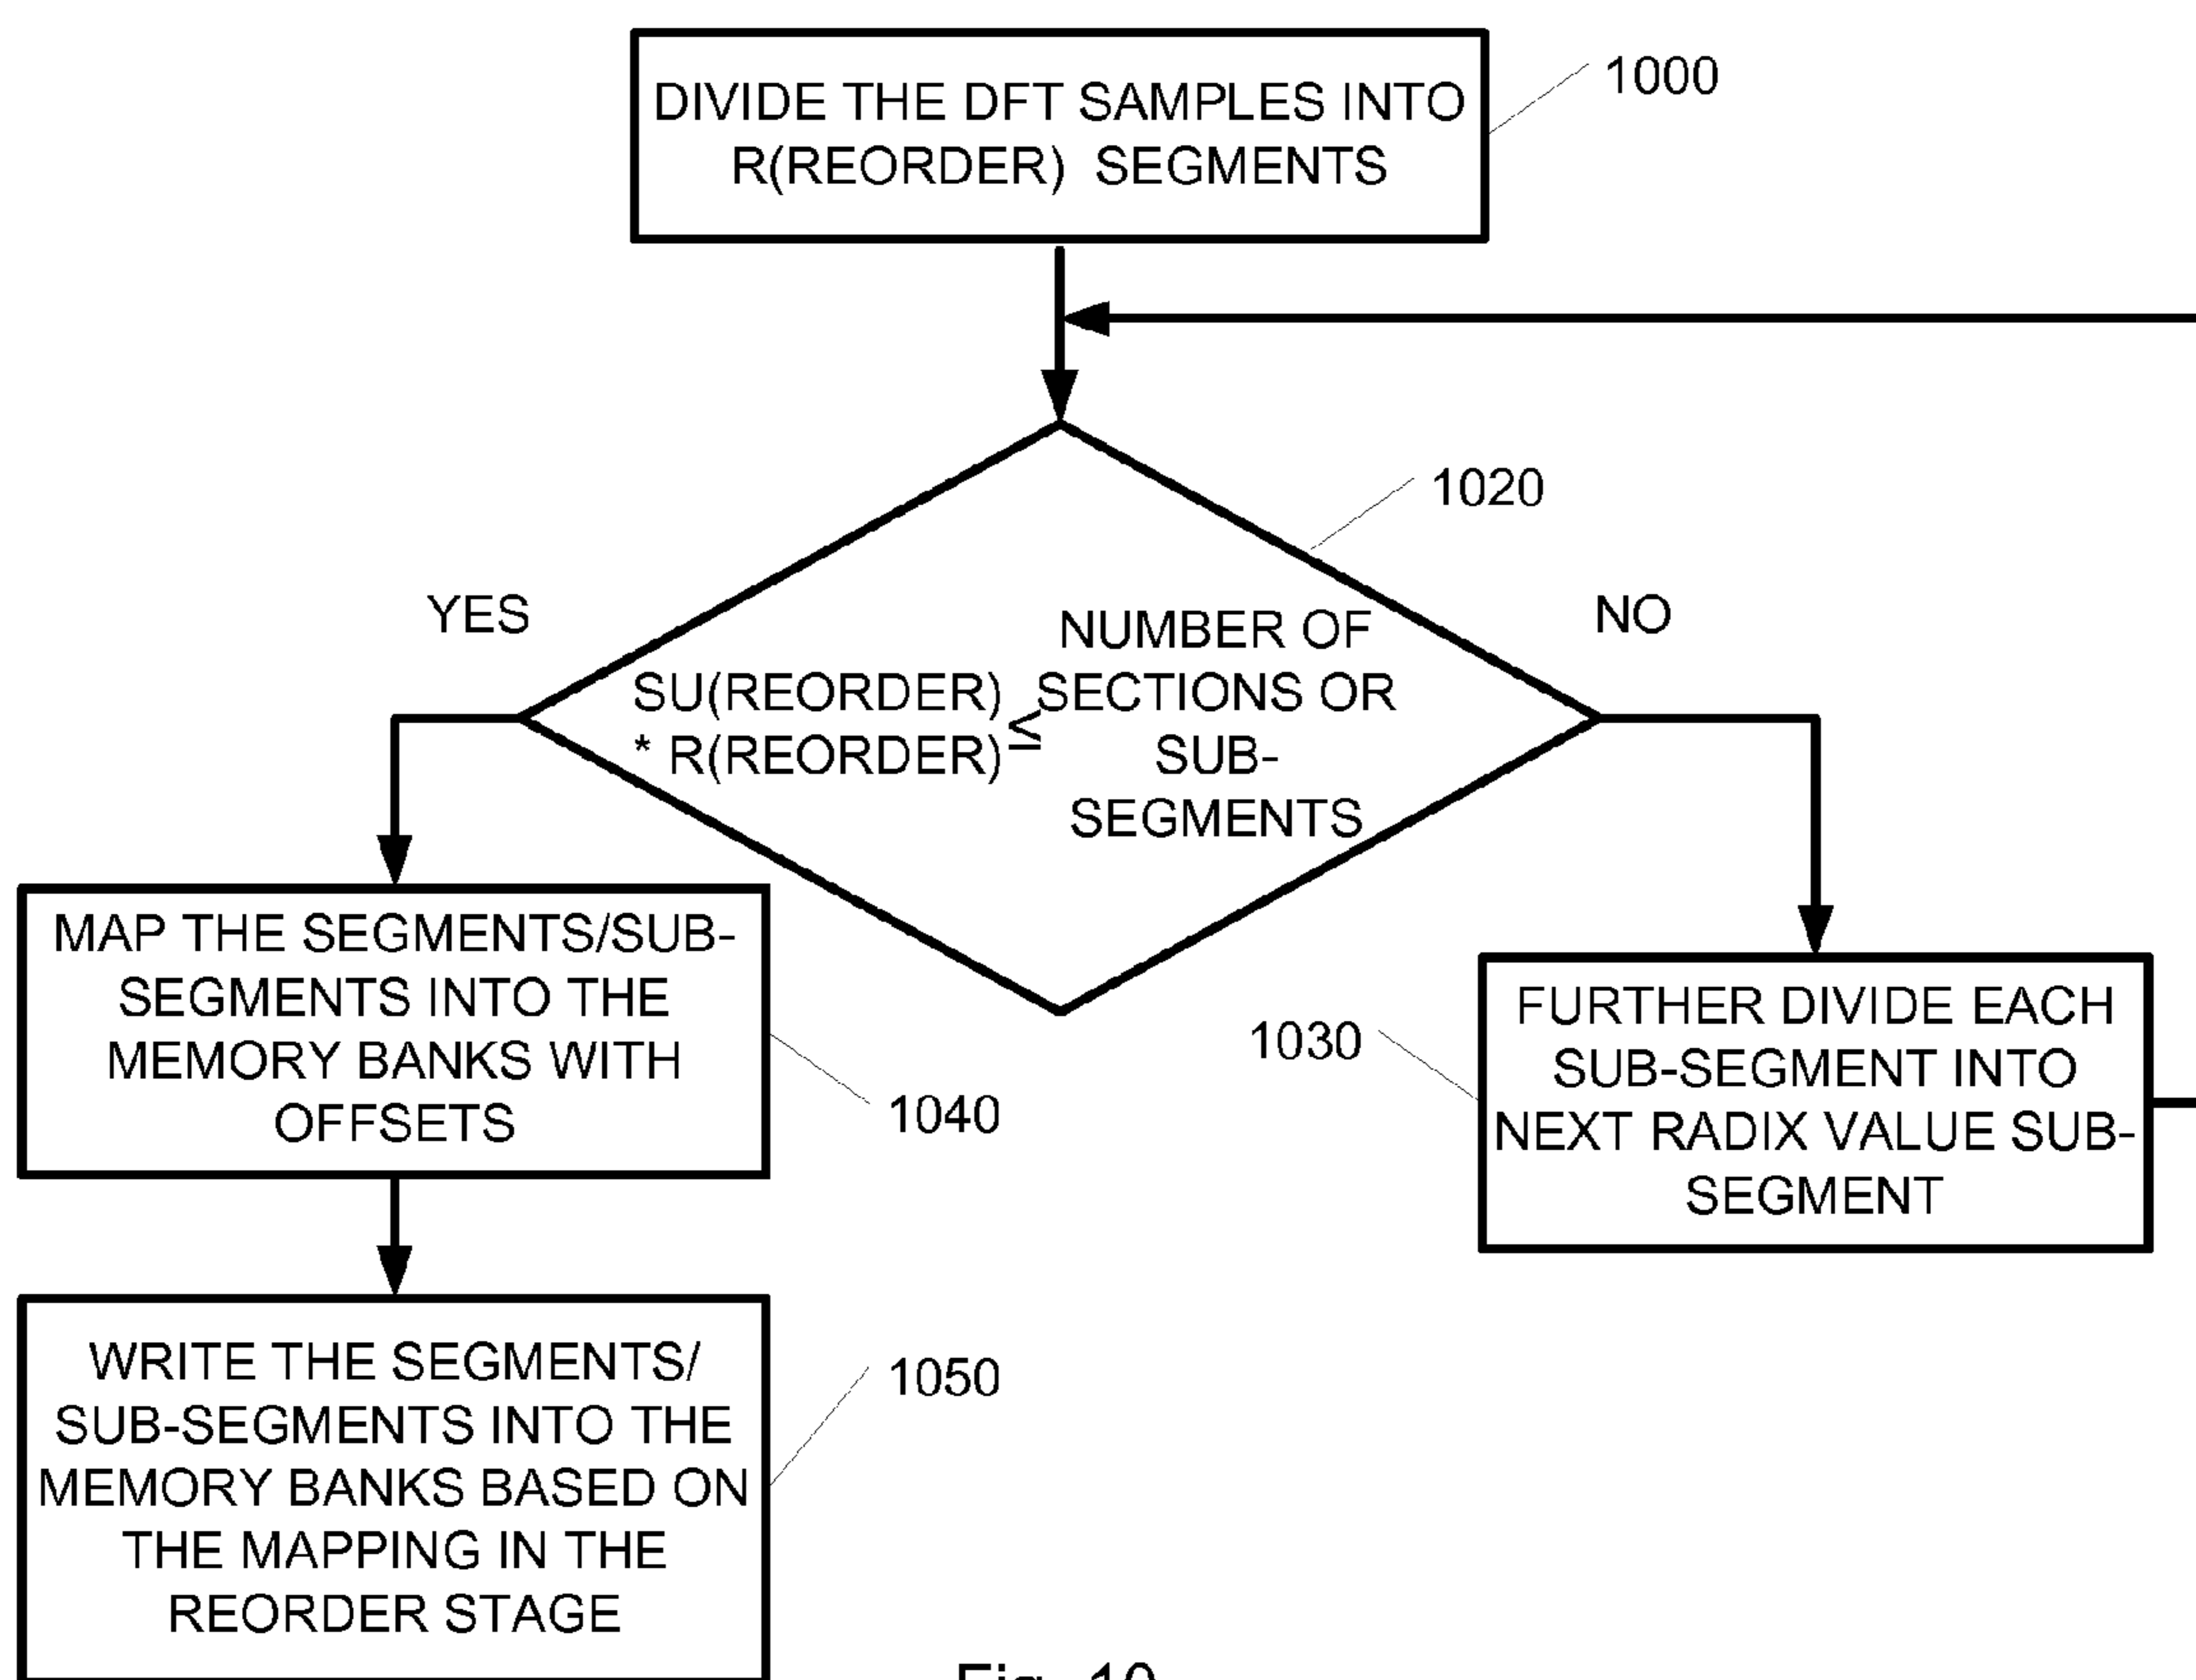 DIVIDE THE DFT SAMPLES INTO
R(REORDER) SEGMENTS
1000
1020
YES
NO
SU(REORDER)
* R(REORDER)
≤
NUMBER OF
SECTIONS OR
SUB-
SEGMENTS
MAP THE SEGMENTS/SUB-
SEGMENTS INTO THE
MEMORY BANKS WITH
OFFSETS
1040
1030
FURTHER DIVIDE EACH
SUB-SEGMENT INTO
NEXT RADIX VALUE SUB-
SEGMENT
WRITE THE SEGMENTS/
SUB-SEGMENTS INTO THE
MEMORY BANKS BASED ON
THE MAPPING IN THE
REORDER STAGE
1050
Fig. 10